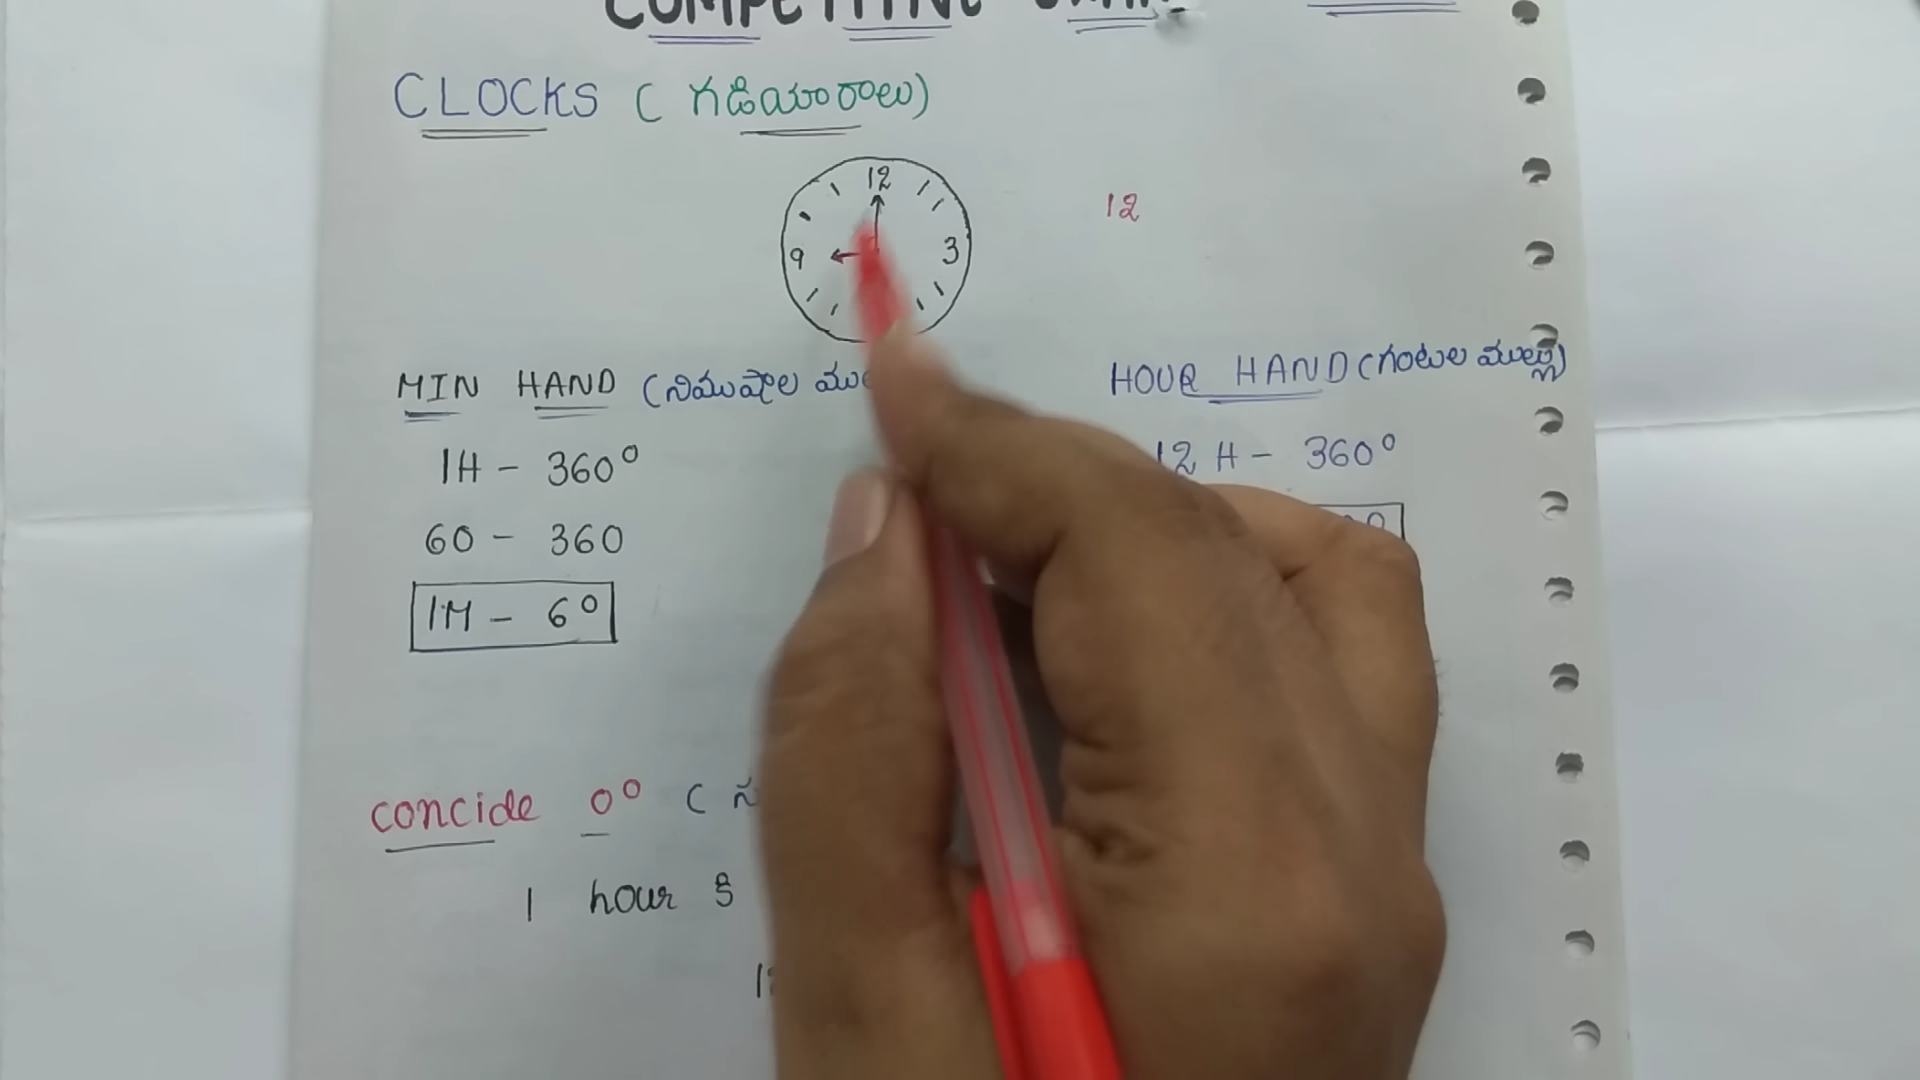 CLOCKS ( గడియారాలు)
12
9
3
12
MIN HAND (నిముషాల
HOUR HAND (గంటల ముల్లు)
1H - 360°
12 H - 360°
60 - 360
1M - 6°
concide 0° (
1 hour కి